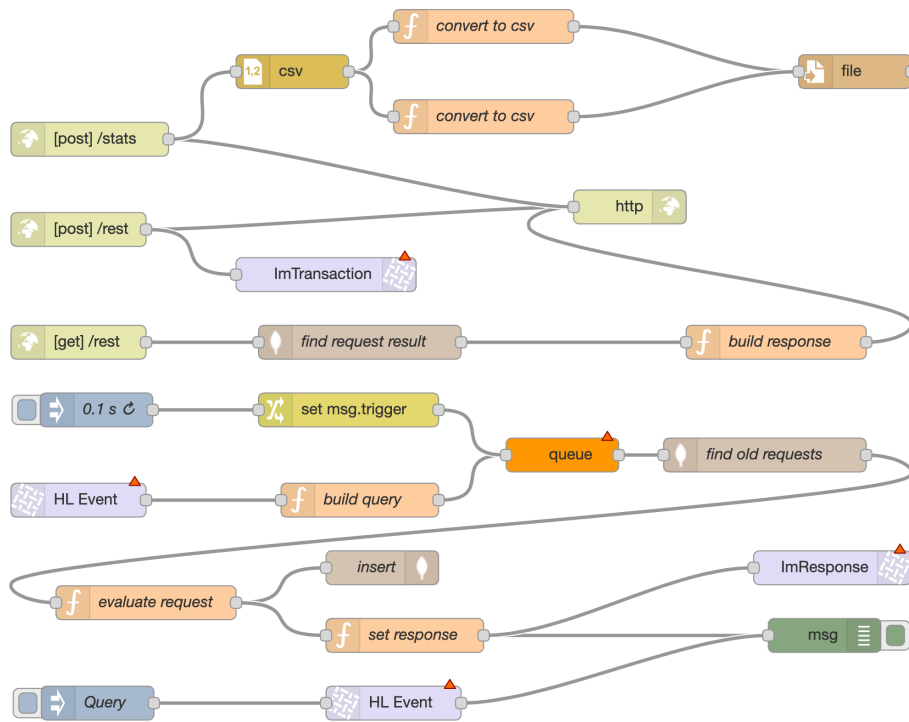 convert to csv
1,2
csv
file
convert to csv
[post] /stats
http
[post] /rest
ImTransaction
[get] /rest
find request result
build response
0.1 s ↻
set msg.trigger
queue
find old requests
HL Event
build query
insert
ImResponse
evaluate request
set response
msg
Query
HL Event